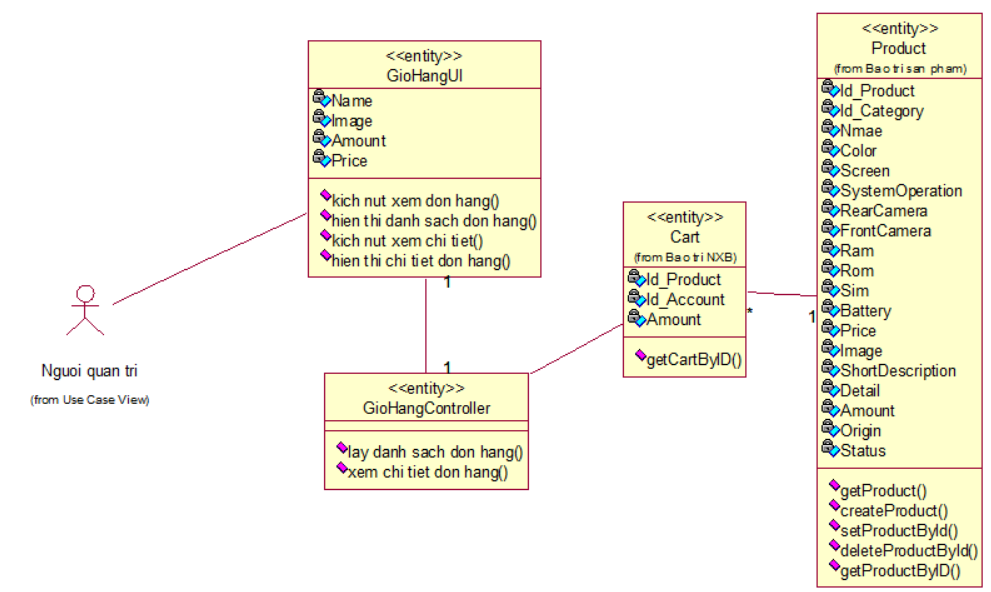 <<entity>>
GioHangUI
Name
Image
Amount
Price
kich nut xem don hang()
hien thi danh sach don hang()
kich nut xem chi tiet()
hien thi chi tiet don hang()
1
Nguoi quan tri
(from Use Case View)
1
<<entity>>
GioHangController
lay danh sach don hang()
xem chi tiet don hang()
<<entity>>
Cart
(from Bao tri NXB)
Id_Product
Id_Account
Amount
getCartByID()
*
1
<<entity>>
Product
(from Bao tri san pham)
Id_Product
Id_Category
Nmae
Color
Screen
SystemOperation
RearCamera
FrontCamera
Ram
Rom
Sim
Battery
Price
Image
ShortDescription
Detail
Amount
Origin
Status
getProduct()
createProduct()
setProductById()
deleteProductById()
getProductByID()